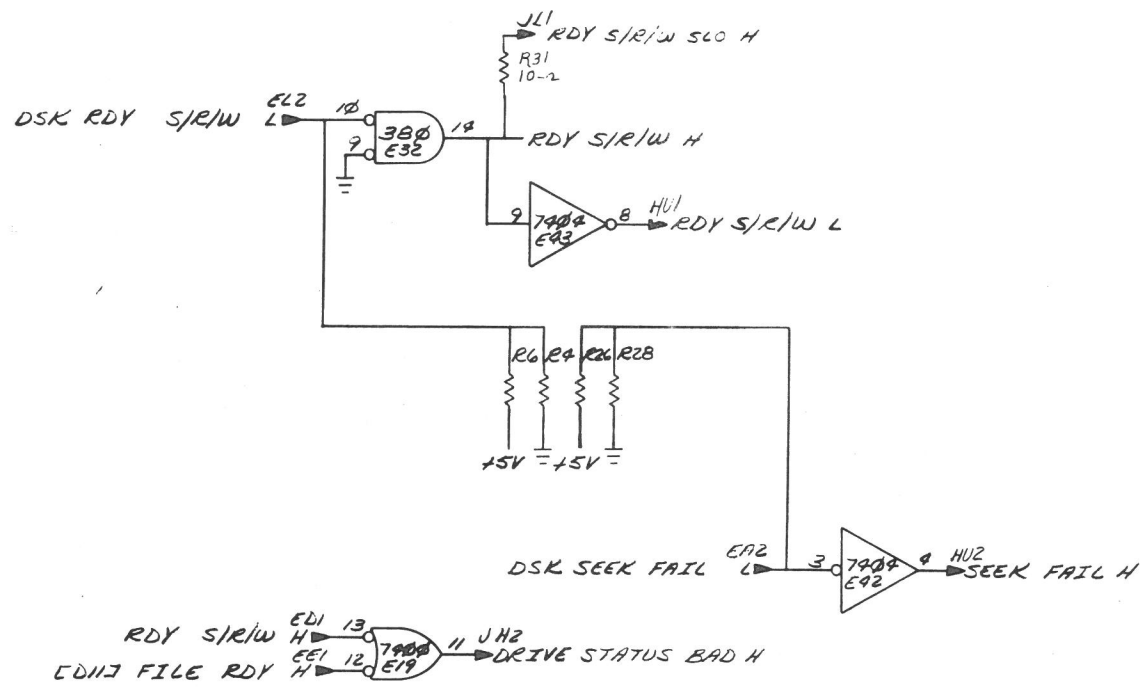 JL1
RDY S/R/W SLO H
R31
10-2
EL2
DSK RDY S/R/W L
10
9
380
E32
14
RDY S/R/W H
9
7404
E43
8
HU1
RDY S/R/W L
R6 R4 R26 R28
+5V +5V
DSK SEEK FAIL L
EA2
3
7404
E42
4
HU2
SEEK FAIL H
ED1
RDY S/R/W H
13
EE1
[D11] FILE RDY H
12
7400
E19
11
JH2
DRIVE STATUS BAD H